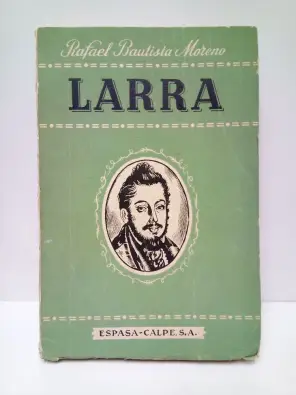 Rafael Bautista Moreno
LARRA
ESPASA-CALPE, S.A.